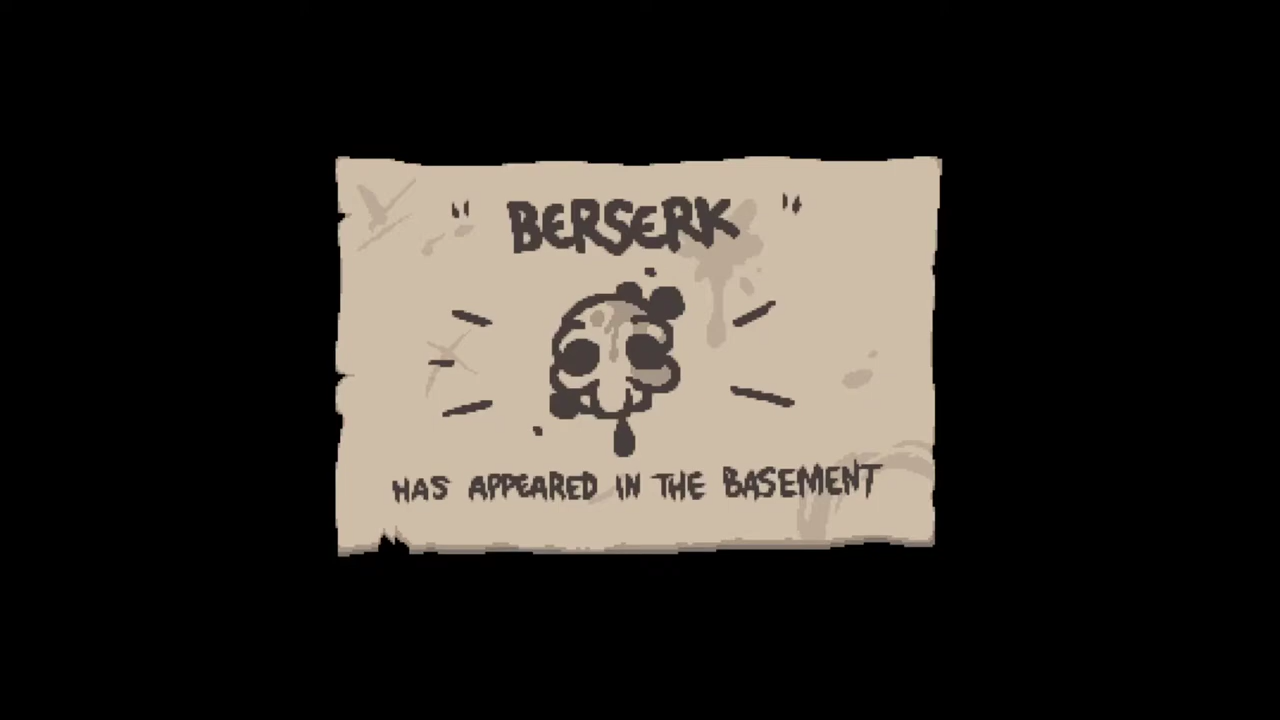 " BERSERK "
HAS APPEARED IN THE BASEMENT